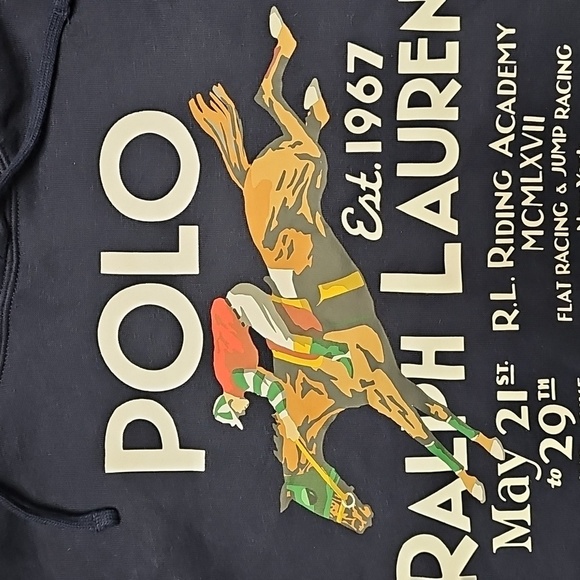 POLO
Est. 1967
RALPH LAUREN
May 21ST.
to 29TH
R.L. RIDING ACADEMY
MCMLXVII
FLAT RACING & JUMP RACING